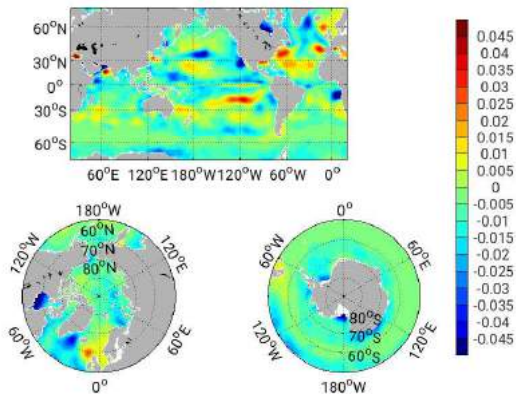 60°N
30°N
0°
30°S
60°S
60°E 120°E 180°W 120°W 60°W 0°
180°W
120°W 60°N 120°E
70°N
80°N
60°W 60°E
0°
0°
60°W 60°E
80°S
70°S
120°W 60°S 120°E
180°W
0.045
0.04
0.035
0.03
0.025
0.02
0.015
0.01
0.005
0
-0.005
-0.01
-0.015
-0.02
-0.025
-0.03
-0.035
-0.04
-0.045